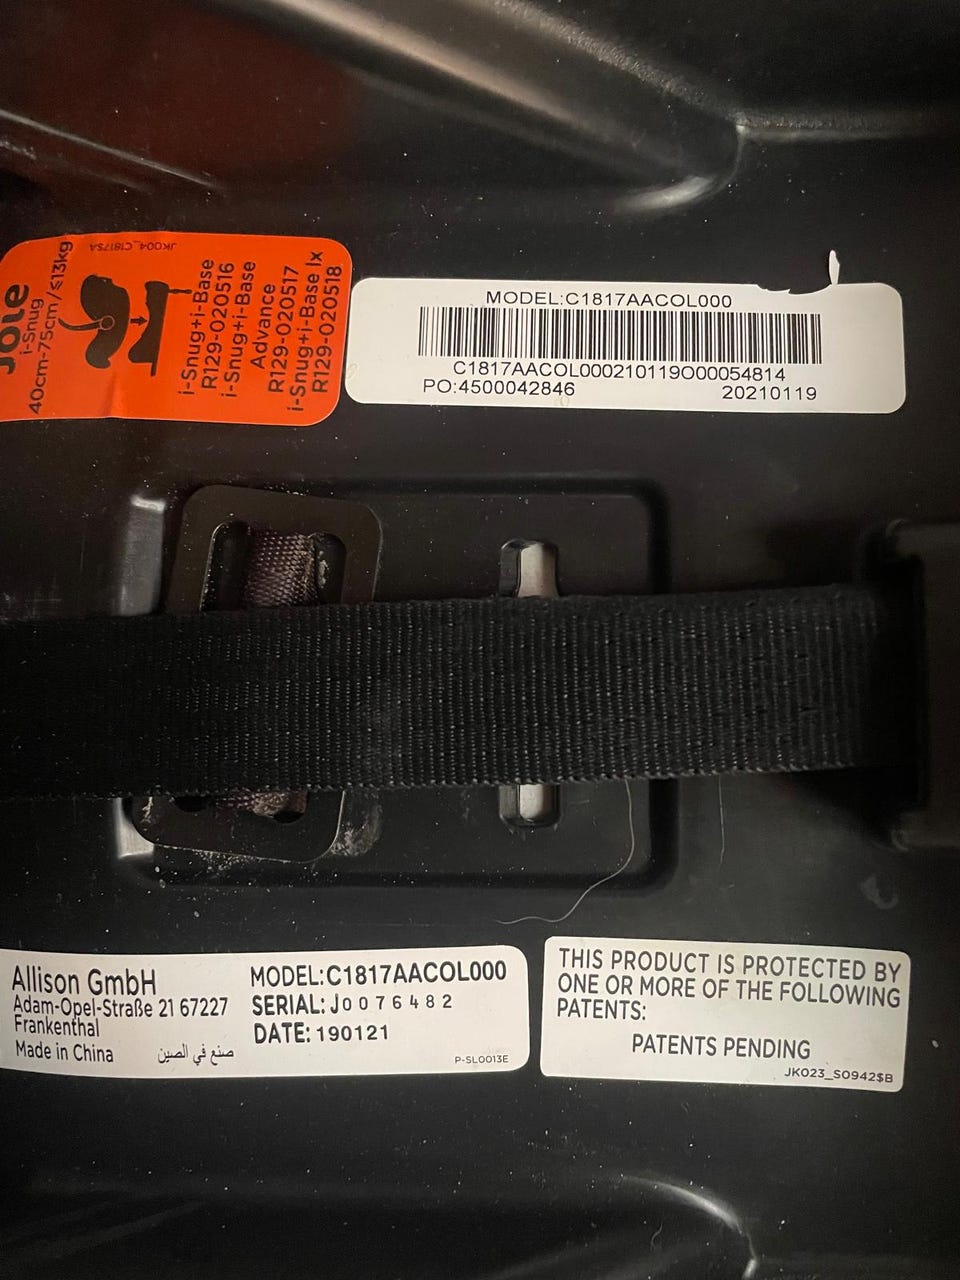 Joie
i-Snug
40cm-75cm/≤13kg
JK004_C1817SA
i-Snug+i-Base
R129-020516
i-Snug+i-Base
Advance
R129-020517
i-Snug+i-Base lx
R129-020518
MODEL:C1817AACOL000
C1817AACOL000210119O00054814
PO:4500042846 20210119
Allison GmbH
Adam-Opel-Straße 21 67227
Frankenthal
Made in China صنع في الصين
MODEL:C1817AACOL000
SERIAL: J0076482
DATE: 190121
P-SL0013E
THIS PRODUCT IS PROTECTED BY
ONE OR MORE OF THE FOLLOWING
PATENTS:
PATENTS PENDING
JK023_S0942$B